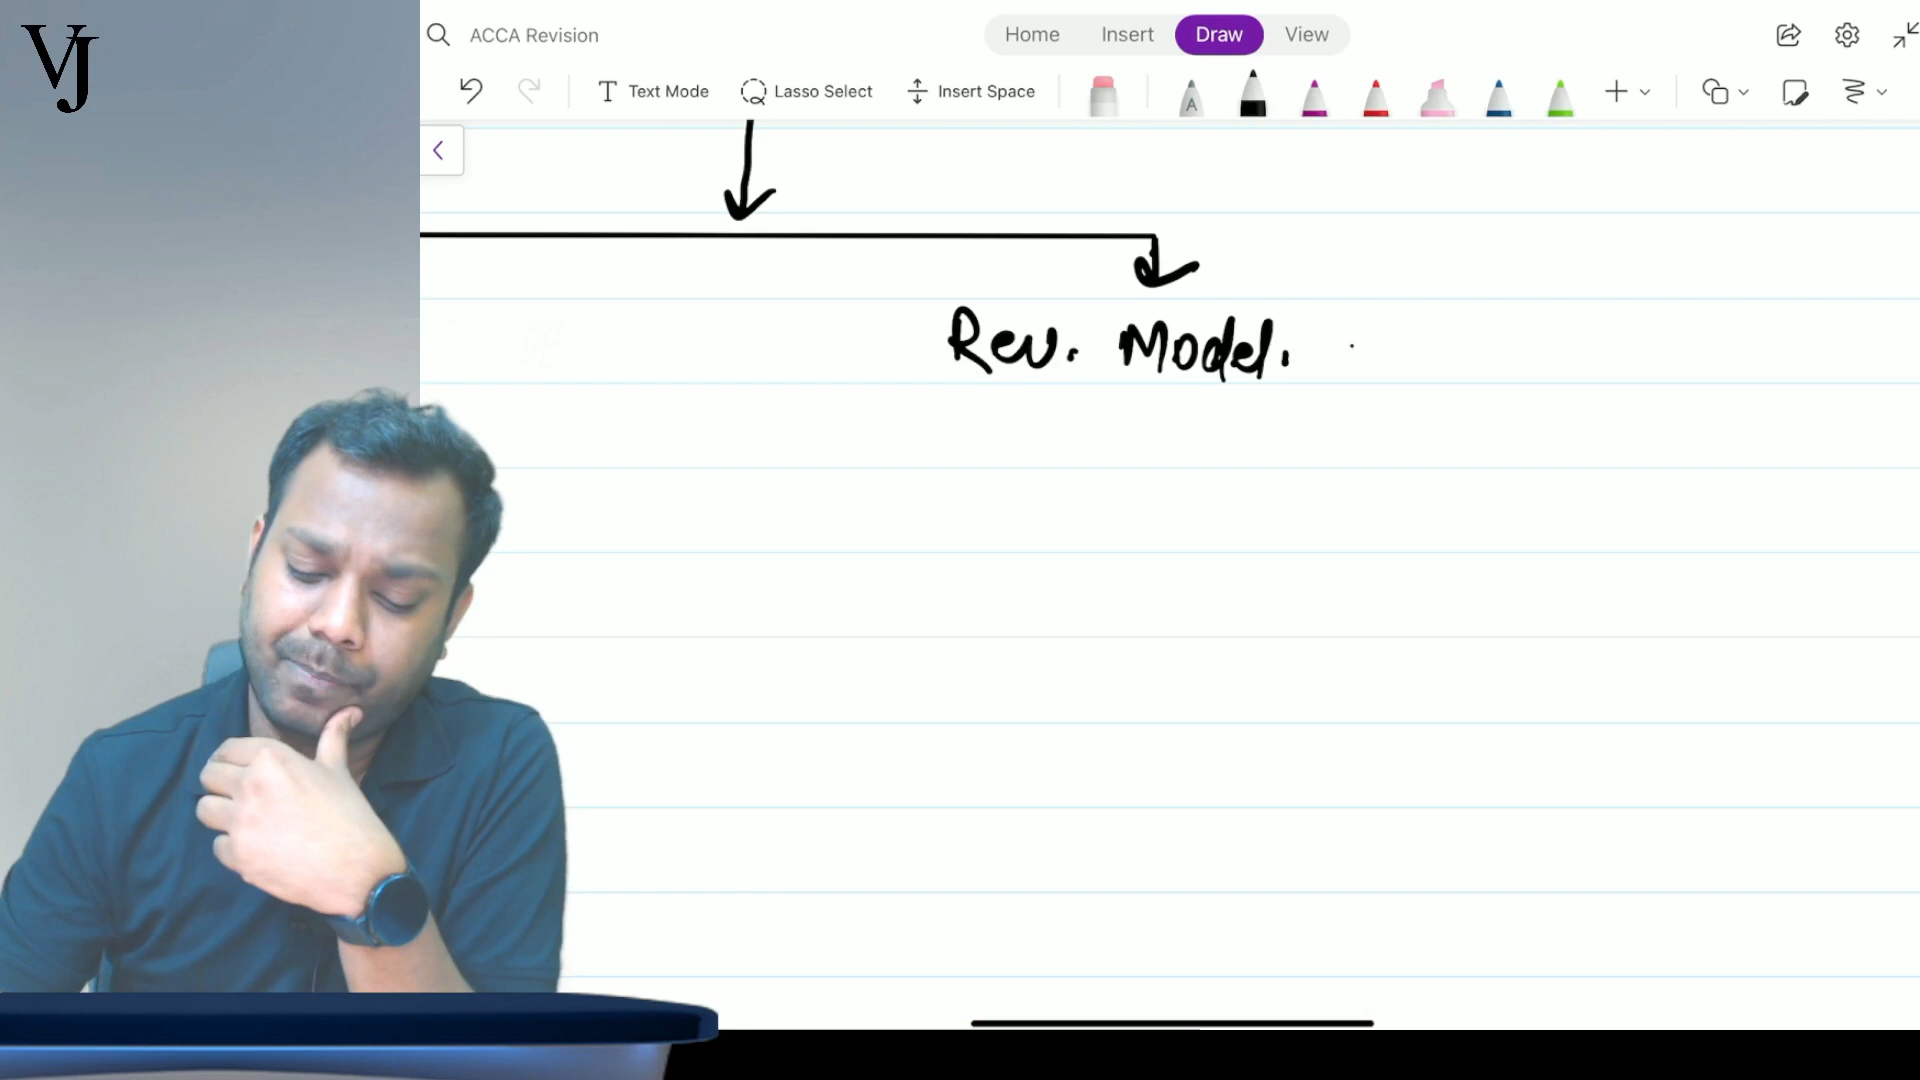 VJ
ACCA Revision
Home Insert Draw View
Text Mode Lasso Select Insert Space
A
Rev. Model.